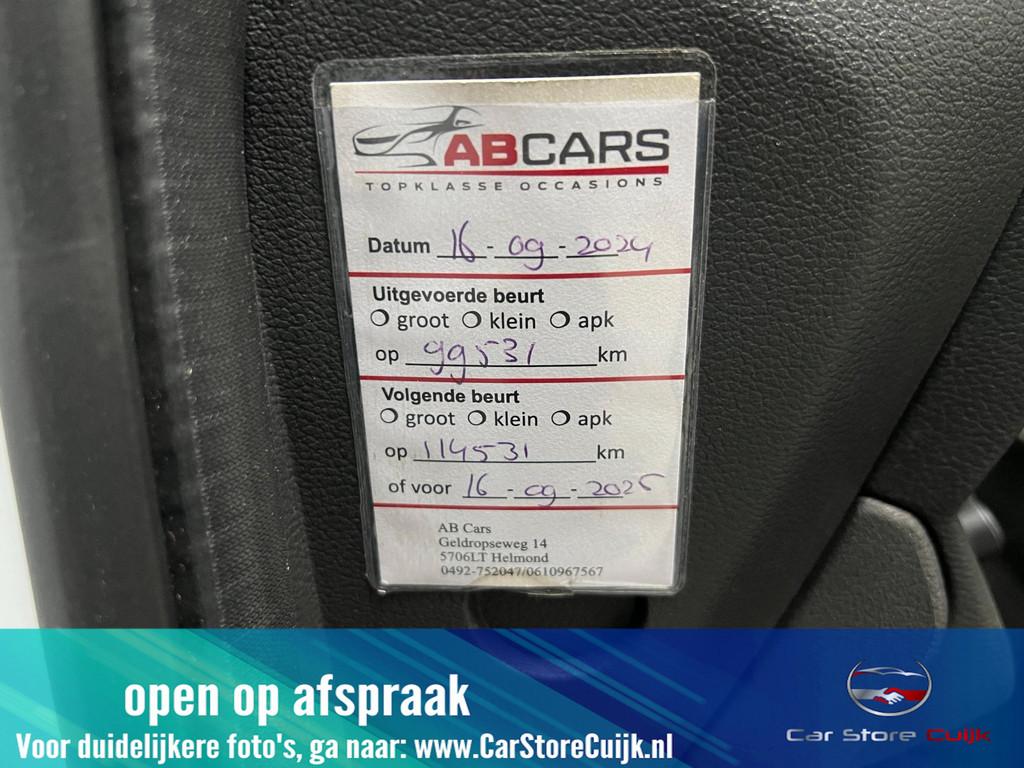 ABCARS
TOPKLASSE OCCASIONS
Datum 16-09-2024
Uitgevoerde beurt
groot klein apk
op 99531 km
Volgende beurt
groot klein apk
op 114531 km
of voor 16-09-2025
AB Cars
Geldropseweg 14
5706LT Helmond
0492-752047/0610967567
open op afspraak
Voor duidelijkere foto's, ga naar: www.CarStoreCuijk.nl
Car Store Cuijk